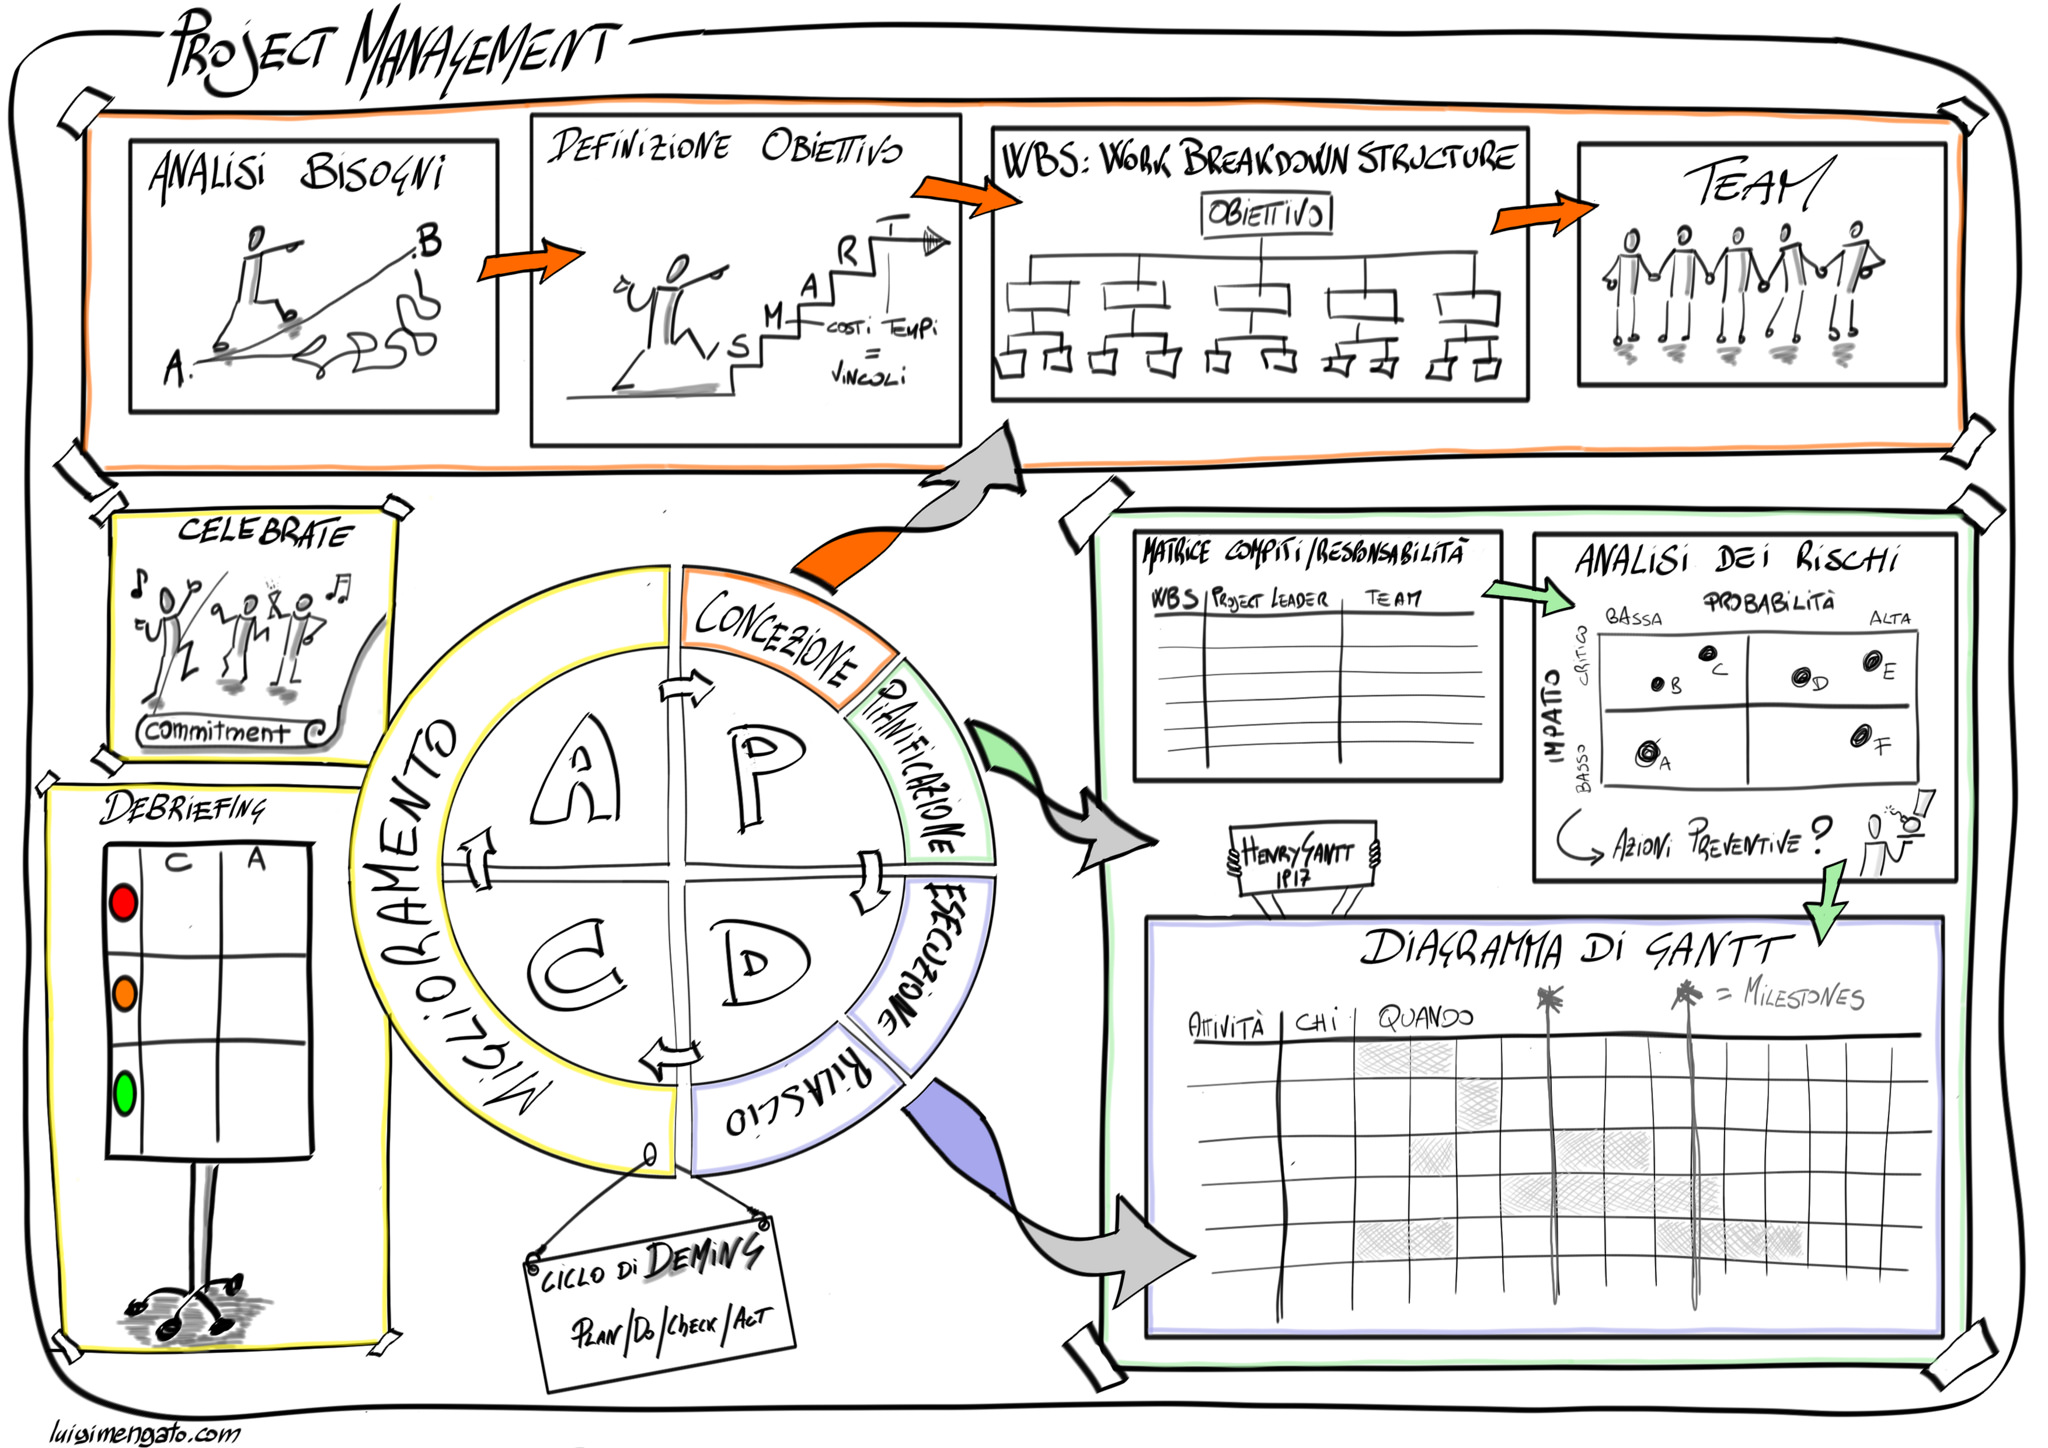 PROJECT MANAGEMENT
ANALISI BISOGNI
B
A.
DEFINIZIONE OBIETTIVO
S
M
A
R
T
COSTI TEMPI
=
VINCOLI
WBS: WORK BREAKDOWN STRUCTURE
OBIETTIVO
TEAM
CELEBRATE
commitment
DEBRIEFING
C A
CONCEZIONE
PIANIFICAZIONE
ESECUZIONE
RILASCIO
MIGLIORAMENTO
A P
C D
CICLO DI DEMING
PLAN/DO/CHECK/ACT
MATRICE COMPITI/RESPONSABILITÀ
WBS PROJECT LEADER TEAM
ANALISI DEI RISCHI
PROBABILITÀ
BASSA ALTA
IMPATO
CRITICO
BASSO
B
C
D
E
A
F
AZIONI PREVENTIVE?
HENRY GANTT
1917
DIAGRAMMA DI GANTT
= MILESTONES
ATTIVITÀ CHI QUANDO
luigimengato.com